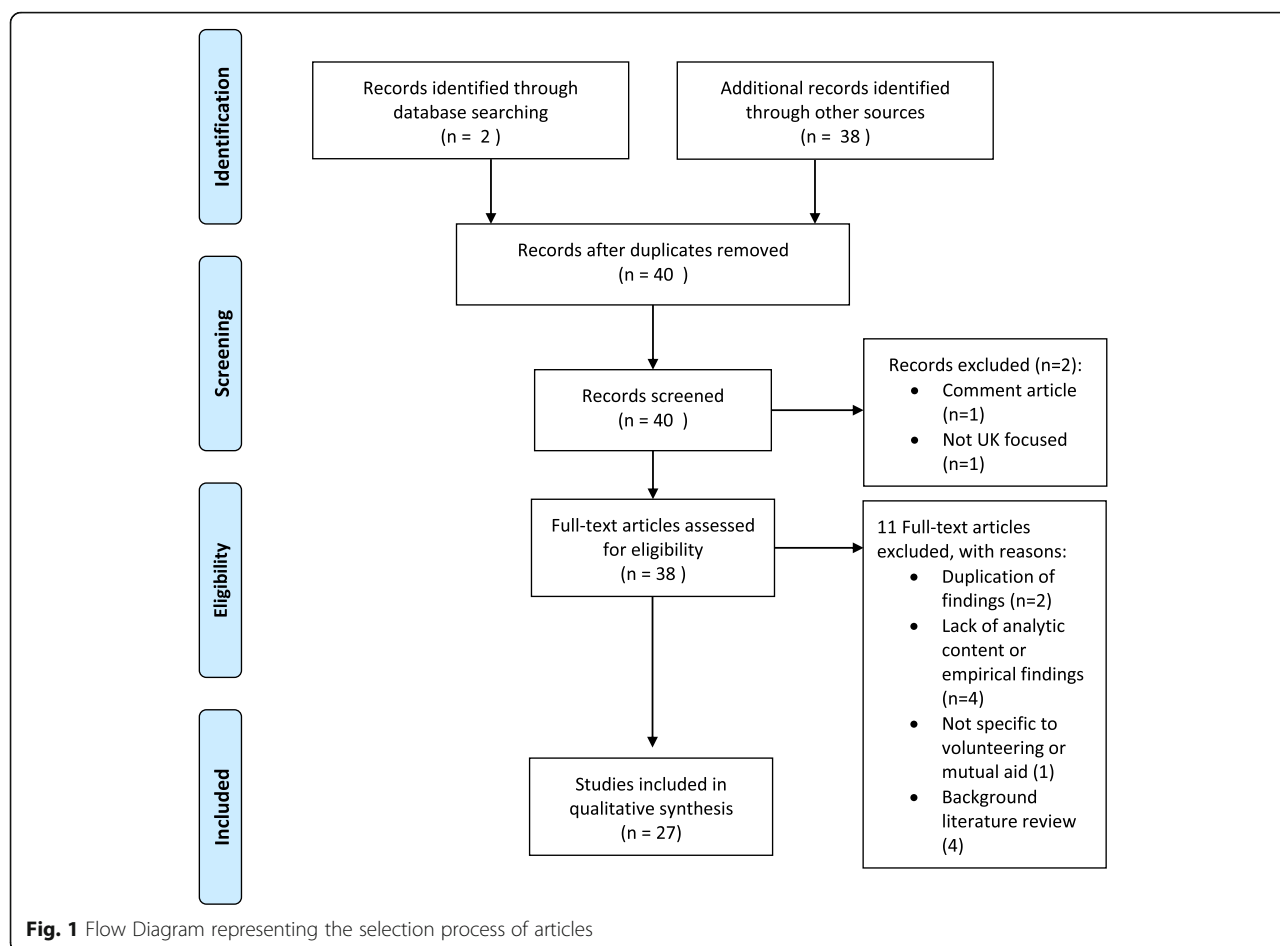 Identification
Records identified through
database searching
(n = 2 )
Additional records identified
through other sources
(n = 38 )
Records after duplicates removed
(n = 40 )
Screening
Records screened
(n = 40 )
Records excluded (n=2):
• Comment article
(n=1)
• Not UK focused
(n=1)
Eligibility
Full-text articles assessed
for eligibility
(n = 38 )
11 Full-text articles
excluded, with reasons:
• Duplication of
findings (n=2)
• Lack of analytic
content or
empirical findings
(n=4)
• Not specific to
volunteering or
mutual aid (1)
• Background
literature review
(4)
Included
Studies included in
qualitative synthesis
(n = 27)
Fig. 1 Flow Diagram representing the selection process of articles